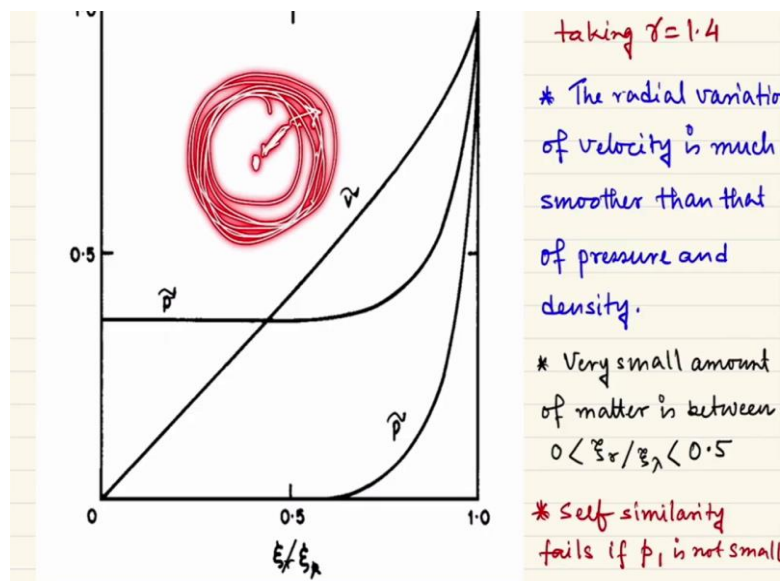 1.0
ṽ
0.5
p̃
ρ̃
0
0.5
1.0
taking γ=1.4
* The radial variatio
of velocity is much
smoother than that
of pressure and
density.
* Very small amount
of matter is between
0 < ξr/ξλ < 0.5
* Self similarity
fails if p₁ is not small